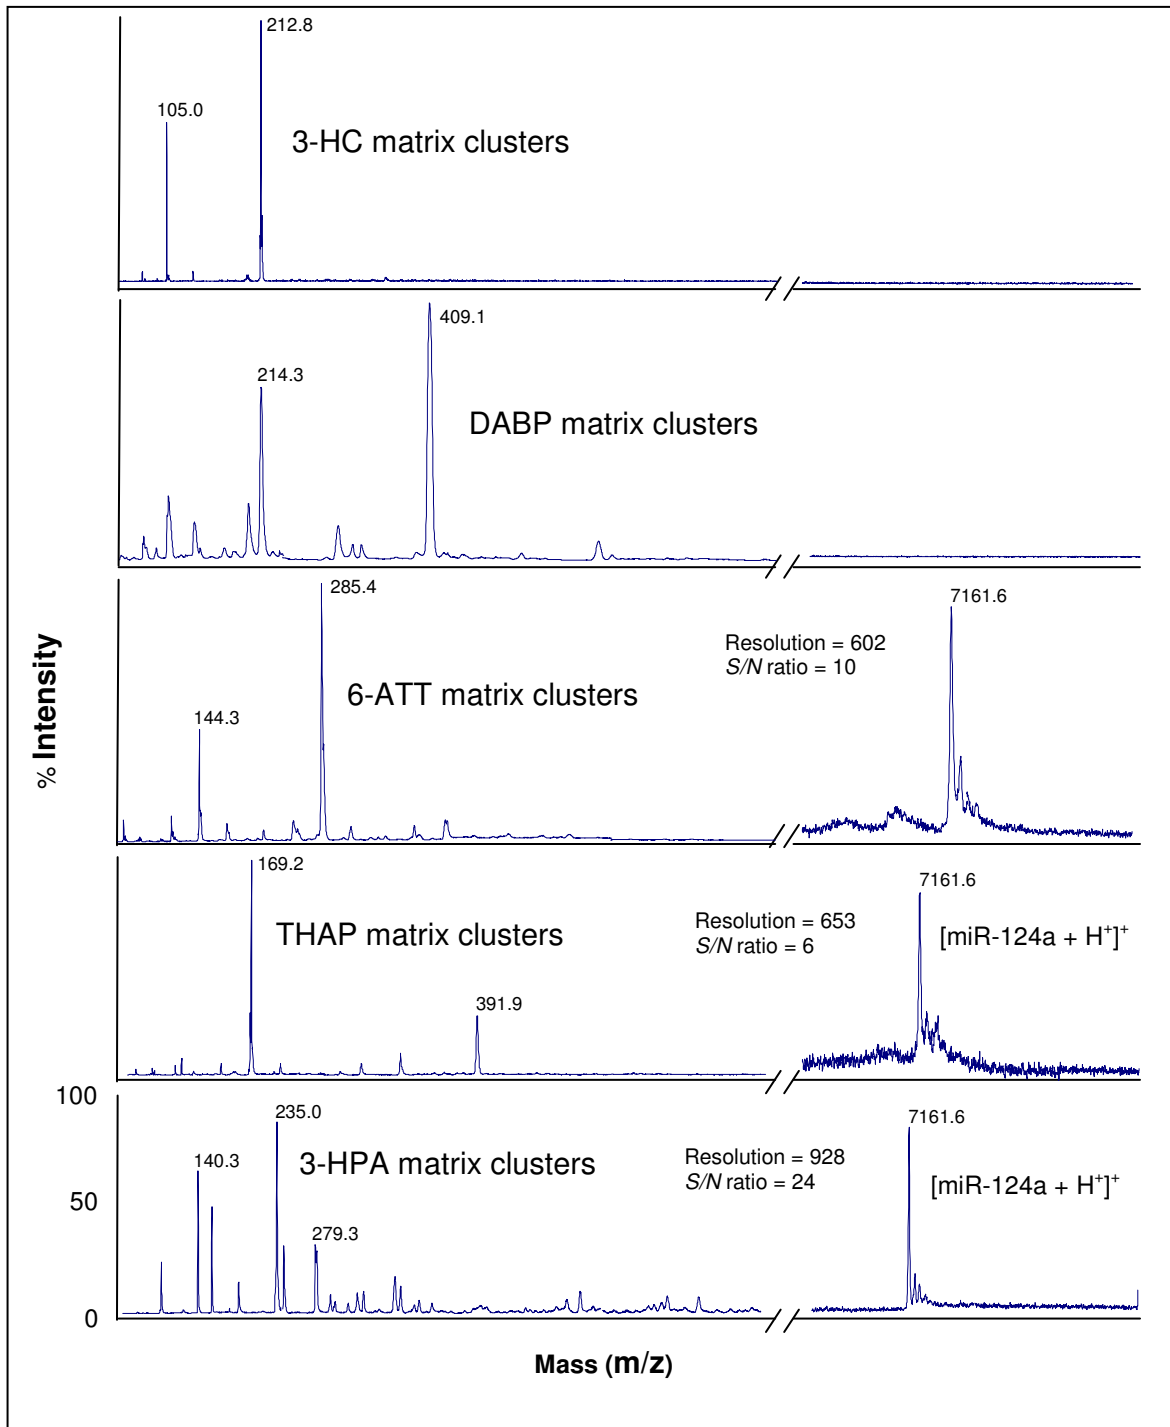 212.8
105.0
3-HC matrix clusters
409.1
214.3
DABP matrix clusters
285.4
7161.6
Resolution = 602
S/N ratio = 10
6-ATT matrix clusters
144.3
% Intensity
169.2
7161.6
Resolution = 653
S/N ratio = 6
THAP matrix clusters
[miR-124a + H⁺]⁺
391.9
100
235.0
7161.6
140.3
3-HPA matrix clusters
Resolution = 928
S/N ratio = 24
[miR-124a + H⁺]⁺
50
279.3
0
Mass (m/z)